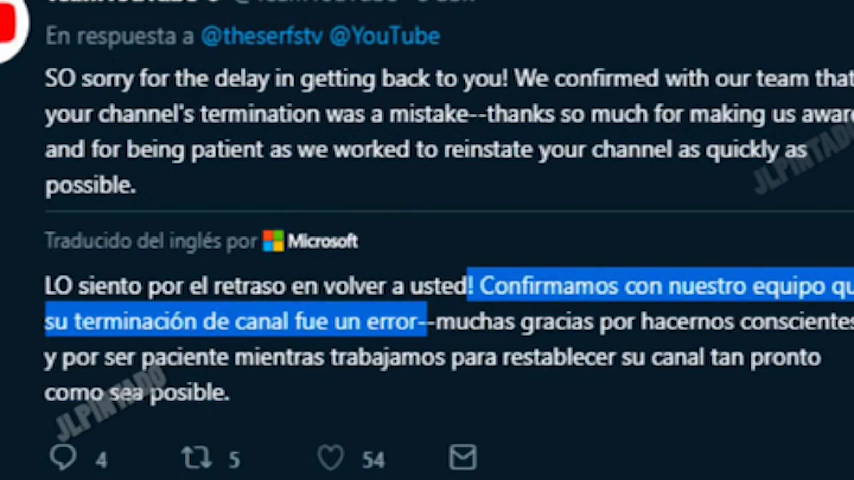 En respuesta a @theserfstv @YouTube
SO sorry for the delay in getting back to you! We confirmed with our team that
your channel's termination was a mistake--thanks so much for making us aware
and for being patient as we worked to reinstate your channel as quickly as
possible.
JLPINTADO
Traducido del inglés por Microsoft
LO siento por el retraso en volver a usted! Confirmamos con nuestro equipo qu
su terminación de canal fue un error--muchas gracias por hacernos conscientes
y por ser paciente mientras trabajamos para restablecer su canal tan pronto
como sea posible.
JLPINTADO
4 5 54